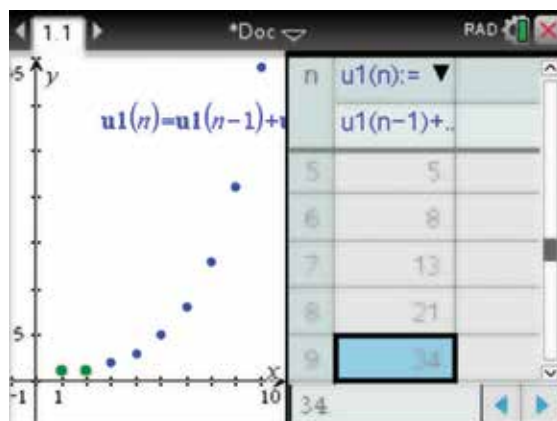 1.1 *Doc RAD
y
u1(n)=u1(n-1)+u
5
5
x
-1 1 10
n u1(n):= ▼
u1(n-1)+..
5 5
6 8
7 13
8 21
9 34
34